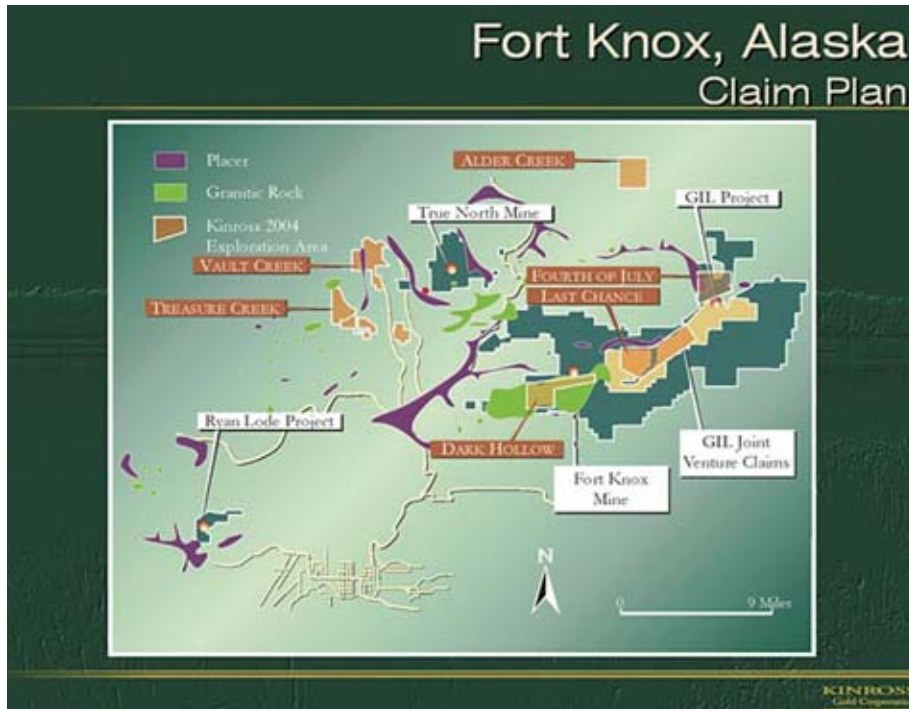 Fort Knox, Alaska
Claim Plan
Placer
Granitic Rock
Kinross 2004
Exploration Area
ALDER CREEK
GIL Project
True North Mine
VAULT CREEK
FOURTH OF JULY
LAST CHANCE
TREASURE CREEK
Ryan Lode Project
DARK HOLLOW
GIL Joint
Venture Claims
Fort Knox
Mine
N
0 9 Miles
KINROSS
Gold Corporation